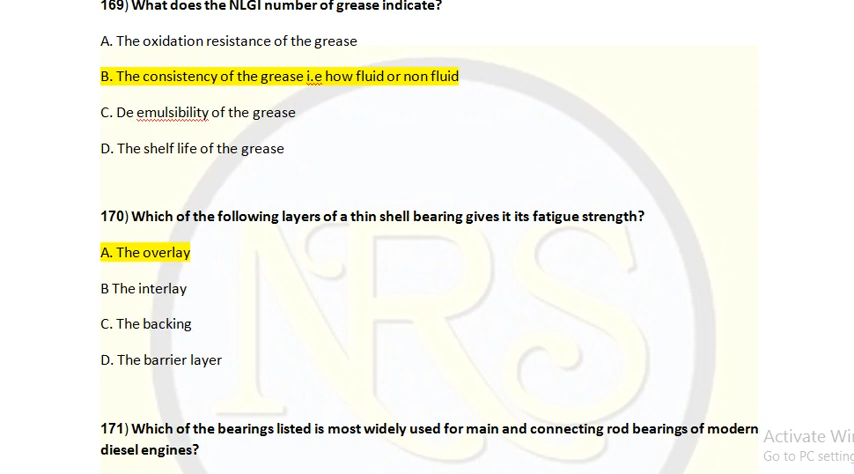 169) What does the NLGI number of grease indicate?
A. The oxidation resistance of the grease
B. The consistency of the grease i.e how fluid or non fluid
C. De emulsibility of the grease
D. The shelf life of the grease
170) Which of the following layers of a thin shell bearing gives it its fatigue strength?
A. The overlay
B The interlay
C. The backing
D. The barrier layer
171) Which of the bearings listed is most widely used for main and connecting rod bearings of modern
diesel engines?
NRS
Activate Wi
Go to PC setting